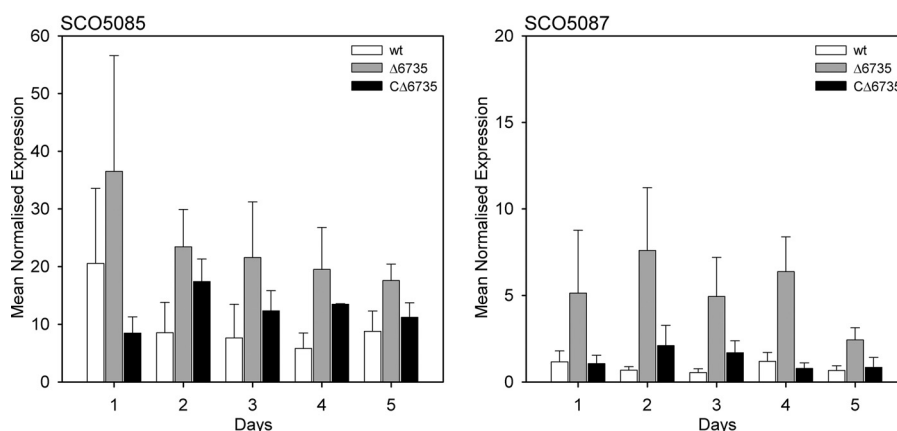 SCO5085
60
50
40
30
20
10
0
Mean Normalised Expression
wt
Δ6735
CΔ6735
1 2 3 4 5
Days
SCO5087
20
15
10
5
0
Mean Normalised Expression
wt
Δ6735
CΔ6735
1 2 3 4 5
Days